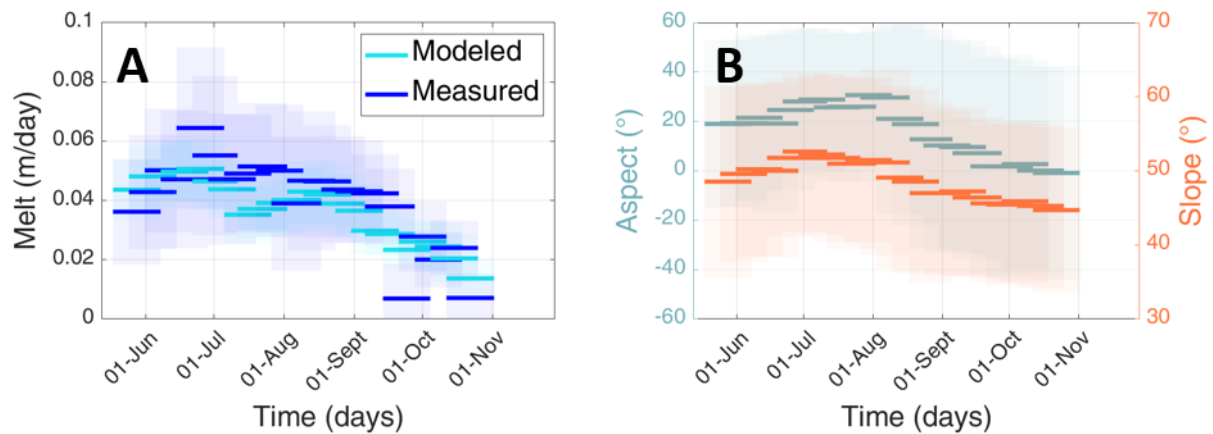 A
Modeled
Measured
0.1
0.08
0.06
0.04
0.02
0
Melt (m/day)
01-Jun
01-Jul
01-Aug
01-Sept
01-Oct
01-Nov
Time (days)
B
60
40
20
0
-20
-40
-60
Aspect (°)
70
60
50
40
30
Slope (°)
01-Jun
01-Jul
01-Aug
01-Sept
01-Oct
01-Nov
Time (days)